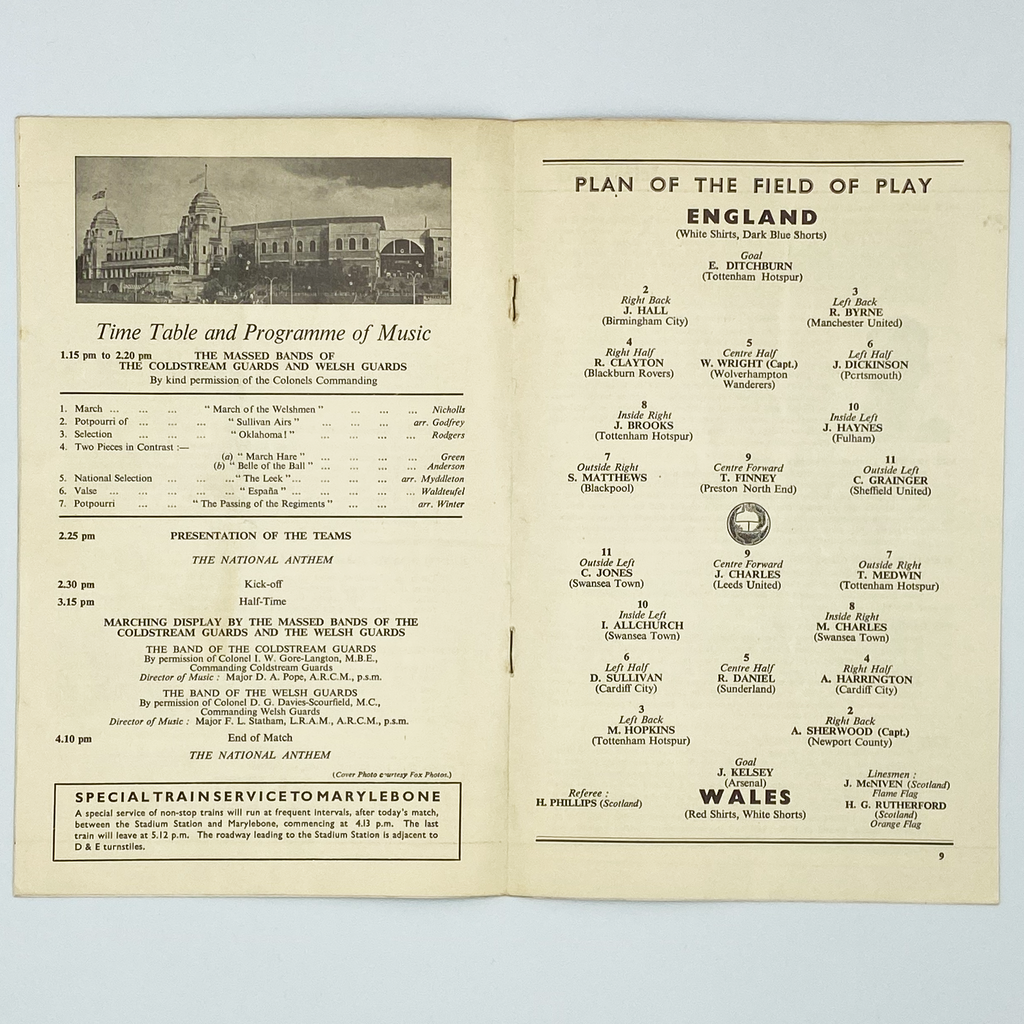 Time Table and Programme of Music
1.15 pm to 2.20 pm THE MASSED BANDS OF
THE COLDSTREAM GUARDS AND WELSH GUARDS
By kind permission of the Colonels Commanding
1. March ... ... ... " March of the Welshmen " ... ... ... Nicholls
2. Potpourri of ... ... " Sullivan Airs " ... ... ... arr. Godfrey
3. Selection ... ... " Oklahoma ! " ... ... ... ... Rodgers
4. Two Pieces in Contrast :—
(a) " March Hare " ... ... ... Green
(b) " Belle of the Ball " ... ... ... Anderson
5. National Selection ... ... " The Leek " ... ... ... arr. Myddleton
6. Valse ... ... ... ... " España " ... ... ... ... Waldteufel
7. Potpourri ... ... " The Passing of the Regiments " ... ... arr. Winter
2.25 pm PRESENTATION OF THE TEAMS
THE NATIONAL ANTHEM
2.30 pm Kick-off
3.15 pm Half-Time
MARCHING DISPLAY BY THE MASSED BANDS OF THE
COLDSTREAM GUARDS AND THE WELSH GUARDS
THE BAND OF THE COLDSTREAM GUARDS
By permission of Colonel I. W. Gore-Langton, M.B.E.,
Commanding Coldstream Guards
Director of Music : Major D. A. Pope, A.R.C.M., p.s.m.
THE BAND OF THE WELSH GUARDS
By permission of Colonel D. G. Davies-Scourfield, M.C.,
Commanding Welsh Guards
Director of Music : Major F. L. Statham, L.R.A.M., A.R.C.M., p.s.m.
4.10 pm End of Match
THE NATIONAL ANTHEM
(Cover Photo courtesy Fox Photos.)
SPECIAL TRAIN SERVICE TO MARYLEBONE
A special service of non-stop trains will run at frequent intervals, after today's match,
between the Stadium Station and Marylebone, commencing at 4.13 p.m. The last
train will leave at 5.12 p.m. The roadway leading to the Stadium Station is adjacent to
D & E turnstiles.
PLAN OF THE FIELD OF PLAY
ENGLAND
(White Shirts, Dark Blue Shorts)
Goal
E. DITCHBURN
(Tottenham Hotspur)
2 3
Right Back Left Back
J. HALL R. BYRNE
(Birmingham City) (Manchester United)
4 5 6
Right Half Centre Half Left Half
R. CLAYTON W. WRIGHT (Capt.) J. DICKINSON
(Blackburn Rovers) (Wolverhampton (Portsmouth)
Wanderers)
8 10
Inside Right Inside Left
J. BROOKS J. HAYNES
(Tottenham Hotspur) (Fulham)
7 9 11
Outside Right Centre Forward Outside Left
S. MATTHEWS T. FINNEY C. GRAINGER
(Blackpool) (Preston North End) (Sheffield United)
11 9 7
Outside Left Centre Forward Outside Right
C. JONES J. CHARLES T. MEDWIN
(Swansea Town) (Leeds United) (Tottenham Hotspur)
10 8
Inside Left Inside Right
I. ALLCHURCH M. CHARLES
(Swansea Town) (Swansea Town)
6 5 4
Left Half Centre Half Right Half
D. SULLIVAN R. DANIEL A. HARRINGTON
(Cardiff City) (Sunderland) (Cardiff City)
3 2
Left Back Right Back
M. HOPKINS A. SHERWOOD (Capt.)
(Tottenham Hotspur) (Newport County)
Goal
J. KELSEY
(Arsenal)
WALES
(Red Shirts, White Shorts)
Referee :
H. PHILLIPS (Scotland)
Linesmen :
J. McNIVEN (Scotland)
Flame Flag
H. G. RUTHERFORD
(Scotland)
Orange Flag
9